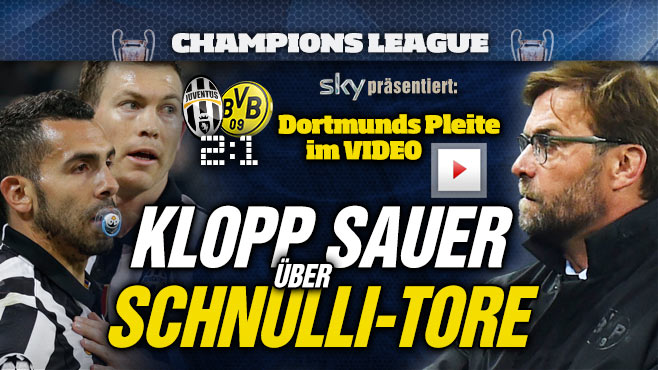 CHAMPIONS LEAGUE
sky präsentiert:
JUVENTUS
BVB
09
2:1
Dortmunds Pleite
im VIDEO
KLOPP SAUER
ÜBER
SCHNULLI-TORE